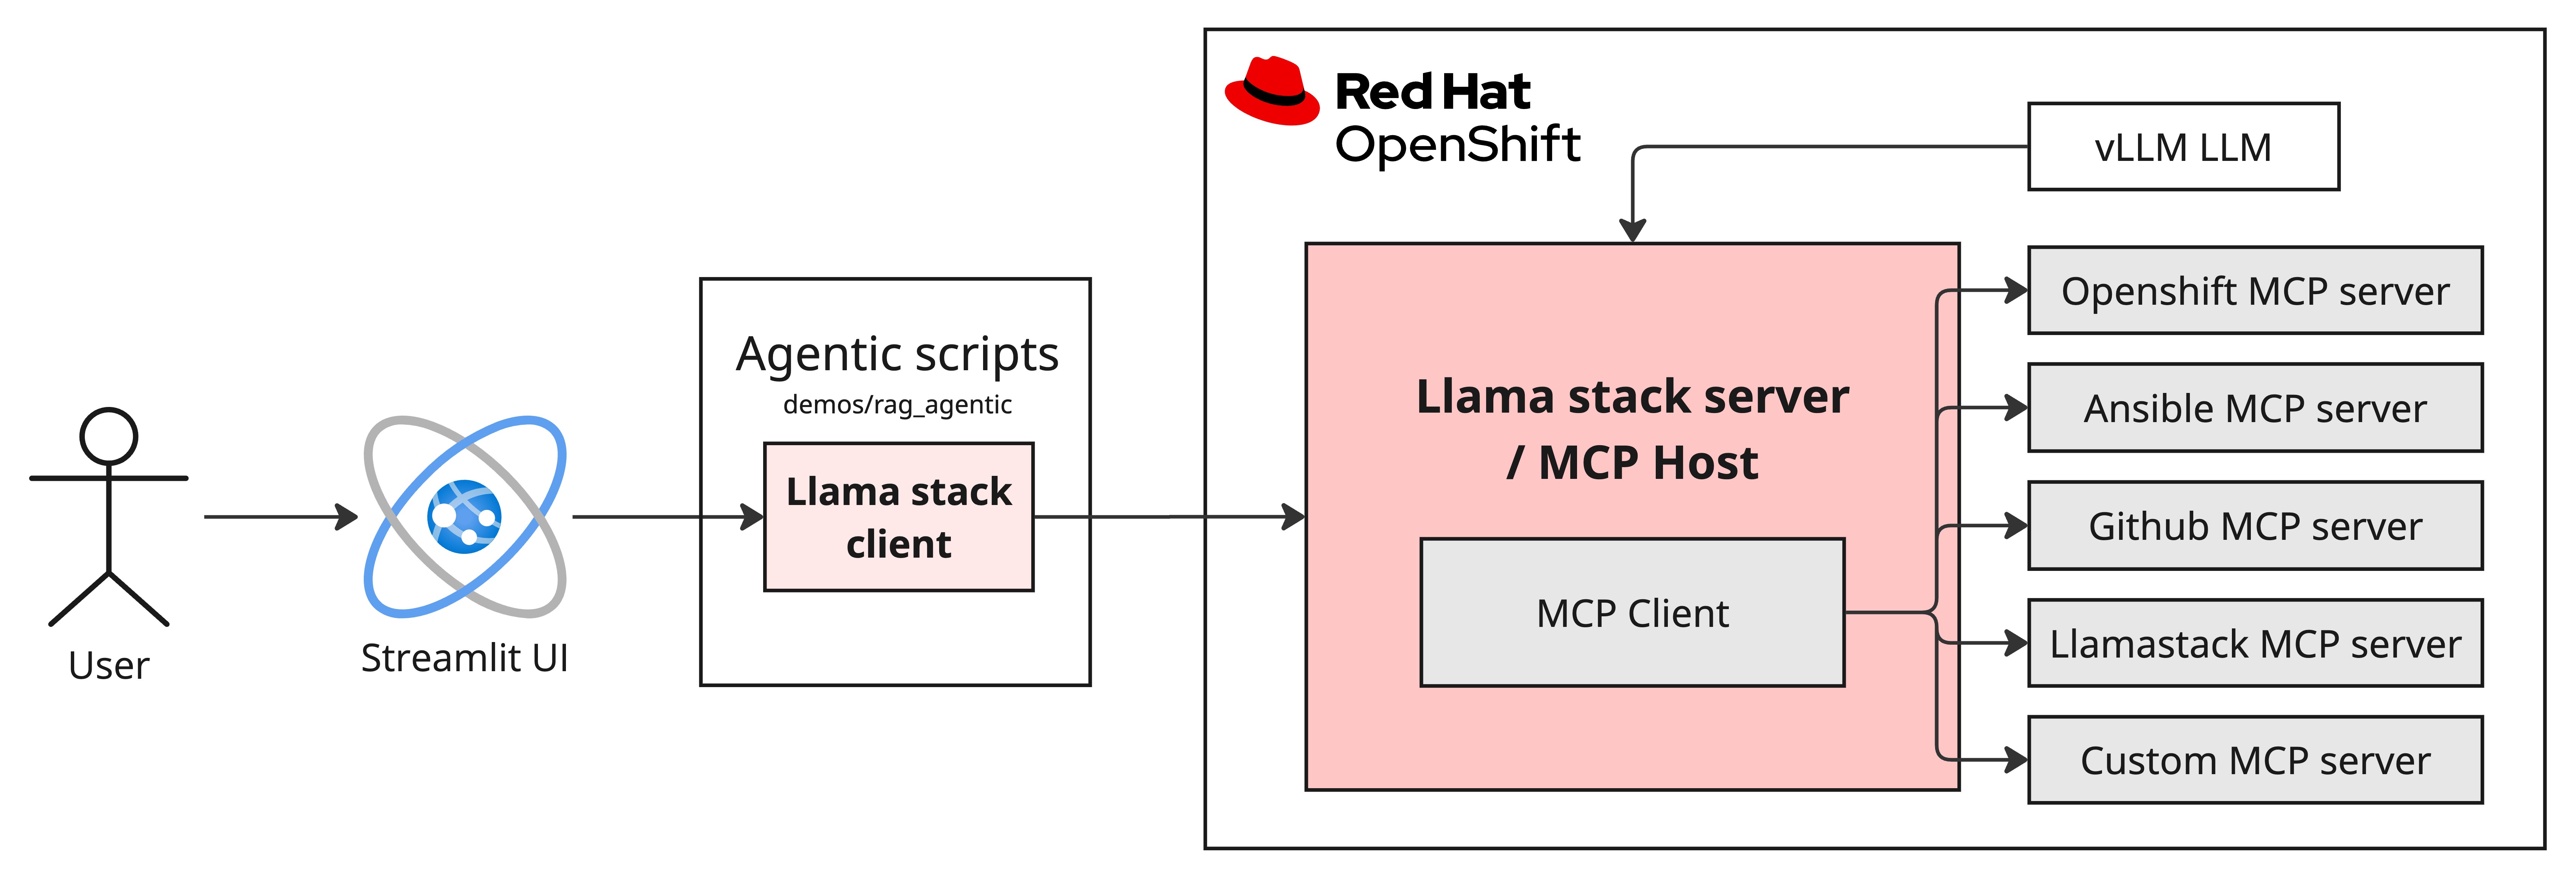 Red Hat
OpenShift
vLLM LLM
Openshift MCP server
Agentic scripts
demos/rag_agentic
Llama stack server
/ MCP Host
Ansible MCP server
Llama stack
client
Github MCP server
MCP Client
Llamastack MCP server
User
Streamlit UI
Custom MCP server